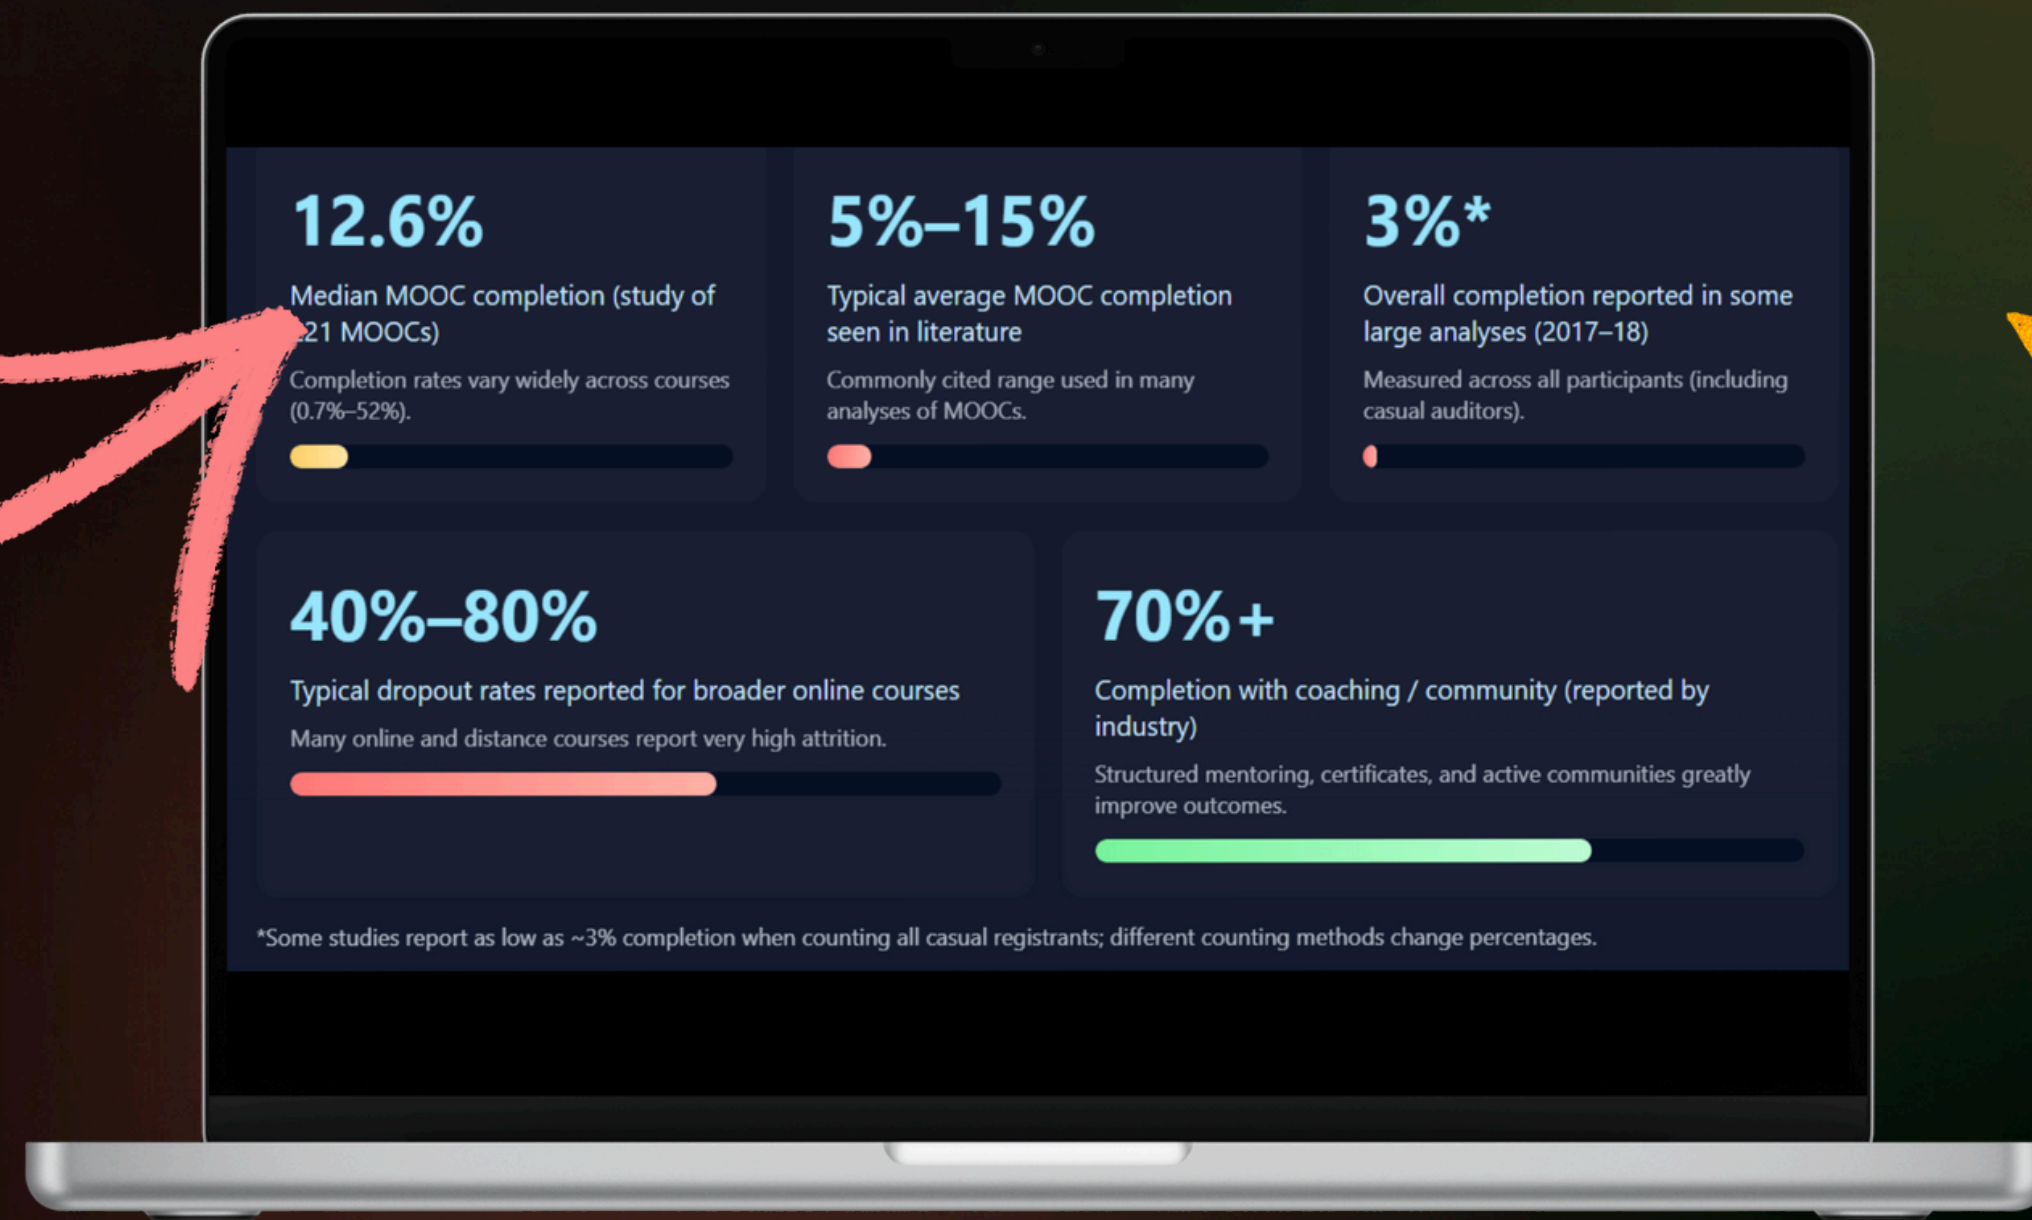 12.6%
Median MOOC completion (study of
21 MOOCs)
Completion rates vary widely across courses
(0.7%–52%).
5%–15%
Typical average MOOC completion
seen in literature
Commonly cited range used in many
analyses of MOOCs.
3%*
Overall completion reported in some
large analyses (2017–18)
Measured across all participants (including
casual auditors).
40%–80%
Typical dropout rates reported for broader online courses
Many online and distance courses report very high attrition.
70%+
Completion with coaching / community (reported by
industry)
Structured mentoring, certificates, and active communities greatly
improve outcomes.
*Some studies report as low as ~3% completion when counting all casual registrants; different counting methods change percentages.